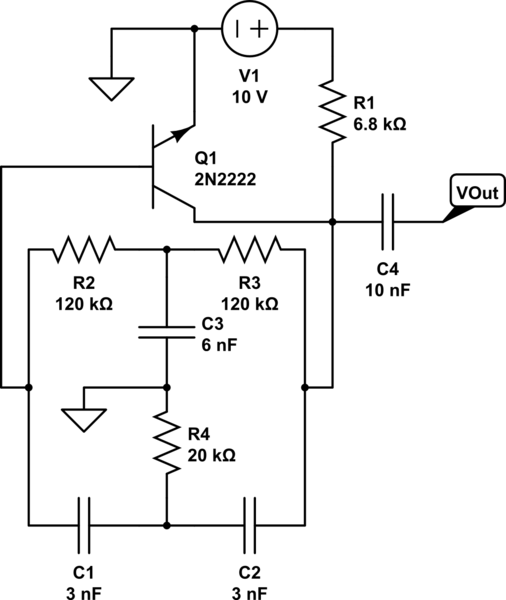 V1
10 V
R1
6.8 kΩ
Q1
2N2222
VOut
C4
10 nF
R2
120 kΩ
R3
120 kΩ
C3
6 nF
R4
20 kΩ
C1
3 nF
C2
3 nF